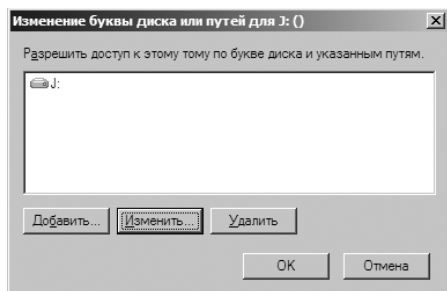 Изменение буквы диска или путей для J: ()
Разрешить доступ к этому тому по букве диска и указанным путям.
J:
Добавить... Изменить... Удалить
OK Отмена